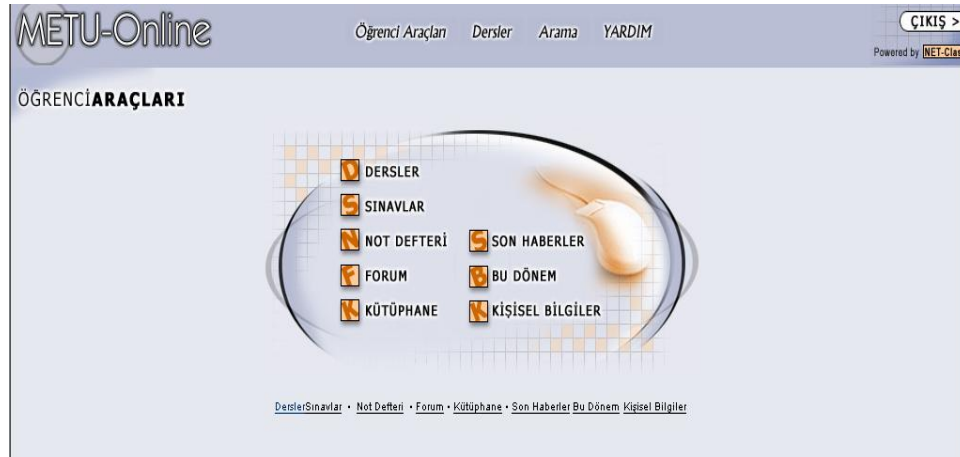 METU-Online
Öğrenci Araçları Dersler Arama YARDIM
ÇIKIŞ >
Powered by NET-Clas
ÖĞRENCİARAÇLARI
D DERSLER
S SINAVLAR
N NOT DEFTERİ
S SON HABERLER
F FORUM
B BU DÖNEM
K KÜTÜPHANE
K KİŞİSEL BİLGİLER
DerslerSınavlar • Not Defteri • Forum • Kütüphane • Son Haberler Bu Dönem Kişisel Bilgiler